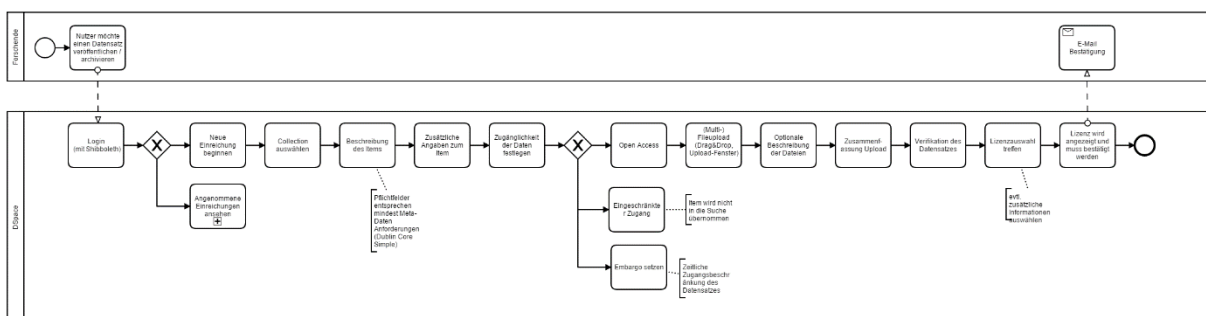 Forschende
Nutzer möchte
einen Datensatz
veröffentlichen /
archivieren
E-Mail
Bestätigung
DSpace
Login
(mit Shibboleth)
X
Neue
Einreichung
beginnen
Collection
auswählen
Beschreibung
des Items
Zusätzliche
Angaben zum
Item
Zugänglichkeit
der Daten
festlegen
X
Open Access
(Multi-)
Fileupload
(Drag&Drop,
Upload-Fenster)
Optionale
Beschreibung
der Dateien
Zusammenf-
assung Upload
Verifikation des
Datensatzes
Lizenzauswahl
treffen
Lizenz wird
angezeigt und
muss bestätigt
werden
Angenommene
Einreichungen
ansehen
Pflichtfelder
entsprechen
mindest Meta-
Daten
Anforderungen
(Dublin Core
Simple)
Eingeschränkte
r Zugang
Item wird nicht
in die Suche
übernommen
evtl.
zusätzliche
Informationen
auswählen
Embargo setzen
Zeitliche
Zugangsbeschr
änkung des
Datensatzes